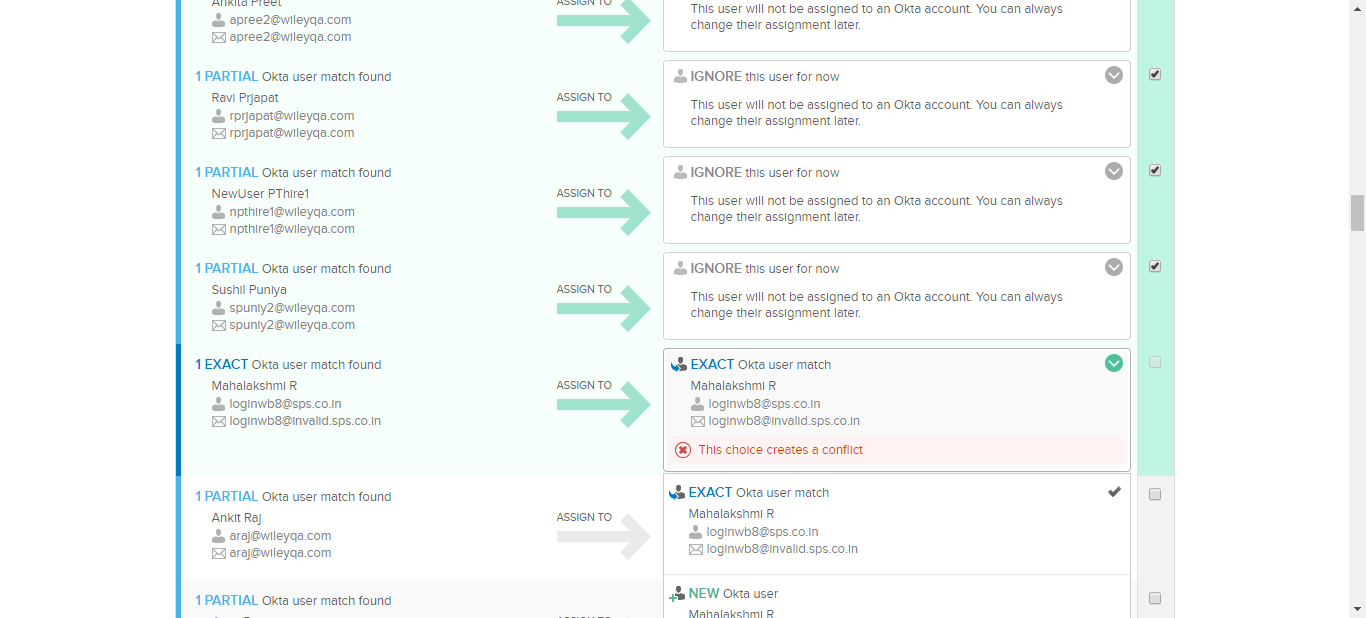 Ankita Preet
apree2@wileyqa.com
apree2@wileyqa.com
ASSIGN TO
This user will not be assigned to an Okta account. You can always
change their assignment later.
1 PARTIAL Okta user match found
Ravi Prjapat
rprjapat@wileyqa.com
rprjapat@wileyqa.com
ASSIGN TO
IGNORE this user for now
This user will not be assigned to an Okta account. You can always
change their assignment later.
1 PARTIAL Okta user match found
NewUser PThire1
npthire1@wileyqa.com
npthire1@wileyqa.com
ASSIGN TO
IGNORE this user for now
This user will not be assigned to an Okta account. You can always
change their assignment later.
1 PARTIAL Okta user match found
Sushil Puniya
spuniy2@wileyqa.com
spuniy2@wileyqa.com
ASSIGN TO
IGNORE this user for now
This user will not be assigned to an Okta account. You can always
change their assignment later.
1 EXACT Okta user match found
Mahalakshmi R
loginwb8@sps.co.in
loginwb8@invalid.sps.co.in
ASSIGN TO
EXACT Okta user match
Mahalakshmi R
loginwb8@sps.co.in
loginwb8@invalid.sps.co.in
This choice creates a conflict
1 PARTIAL Okta user match found
Ankit Raj
araj@wileyqa.com
araj@wileyqa.com
ASSIGN TO
EXACT Okta user match
Mahalakshmi R
loginwb8@sps.co.in
loginwb8@invalid.sps.co.in
1 PARTIAL Okta user match found
ASSIGN TO
NEW Okta user
Mahalakshmi R